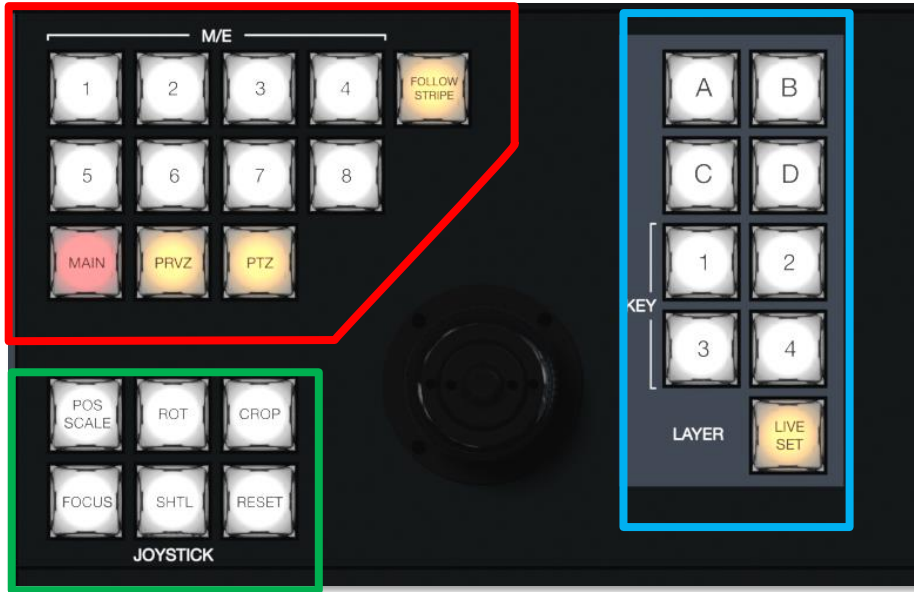 M/E
1 2 3 4 FOLLOW
STRIPE
5 6 7 8
MAIN PRVZ PTZ
POS
SCALE ROT CROP
FOCUS SHTL RESET
JOYSTICK
A B
C D
1 2
KEY
3 4
LAYER LIVE
SET